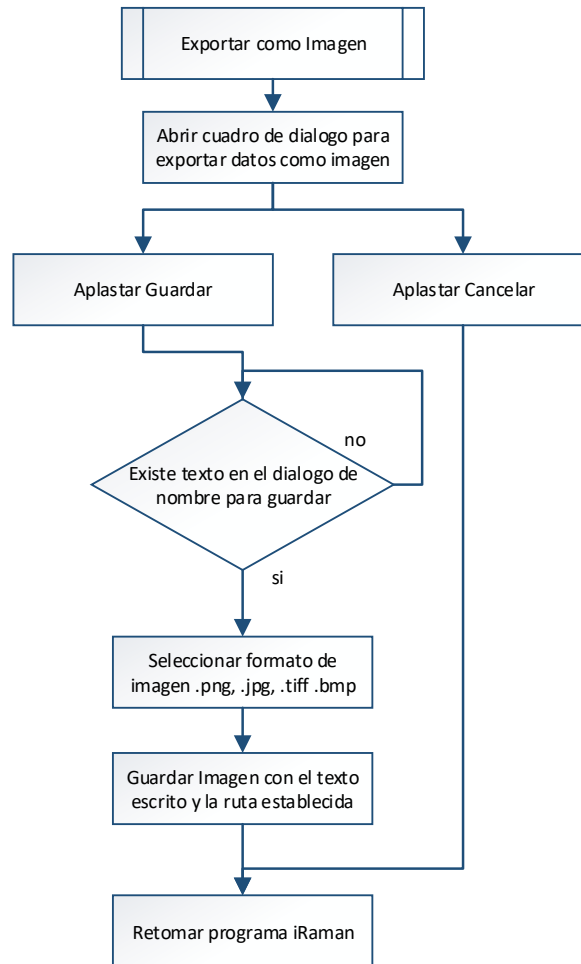 Exportar como Imagen
Abrir cuadro de dialogo para
exportar datos como imagen
Aplastar Guardar
Aplastar Cancelar
no
Existe texto en el dialogo de
nombre para guardar
si
Seleccionar formato de
imagen .png, .jpg, .tiff .bmp
Guardar Imagen con el texto
escrito y la ruta establecida
Retomar programa iRaman